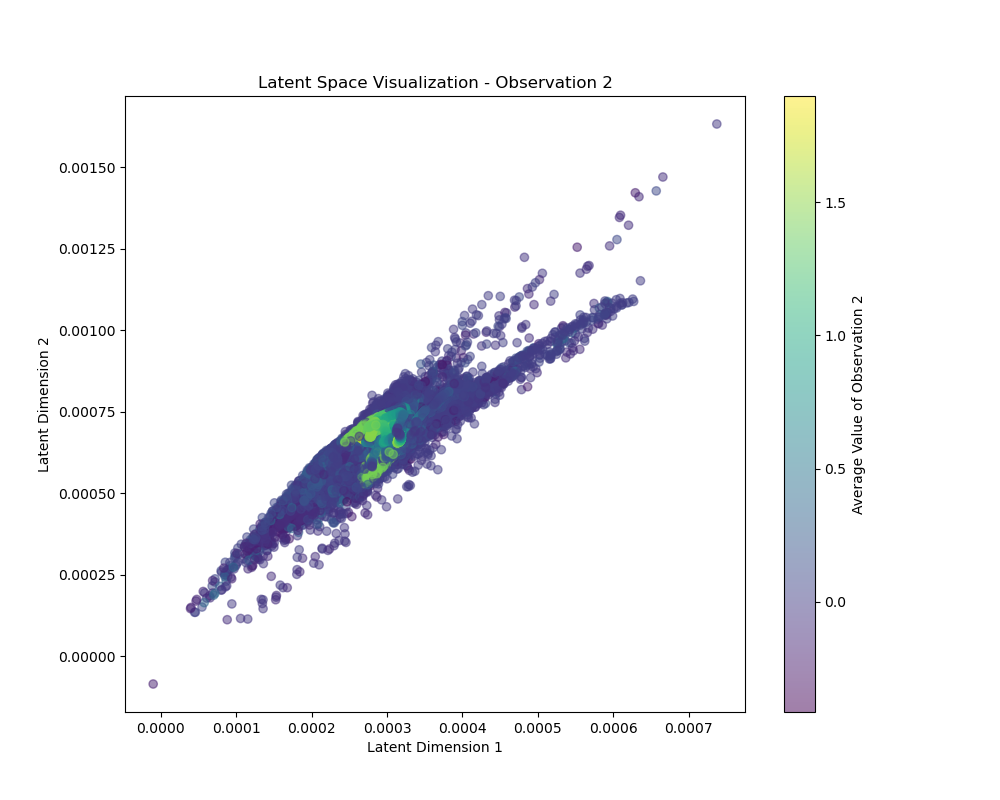 Latent Space Visualization - Observation 2
0.00150
0.00125
0.00100
0.00075
0.00050
0.00025
0.00000
Latent Dimension 2
0.0000 0.0001 0.0002 0.0003 0.0004 0.0005 0.0006 0.0007
Latent Dimension 1
1.5
1.0
0.5
0.0
Average Value of Observation 2